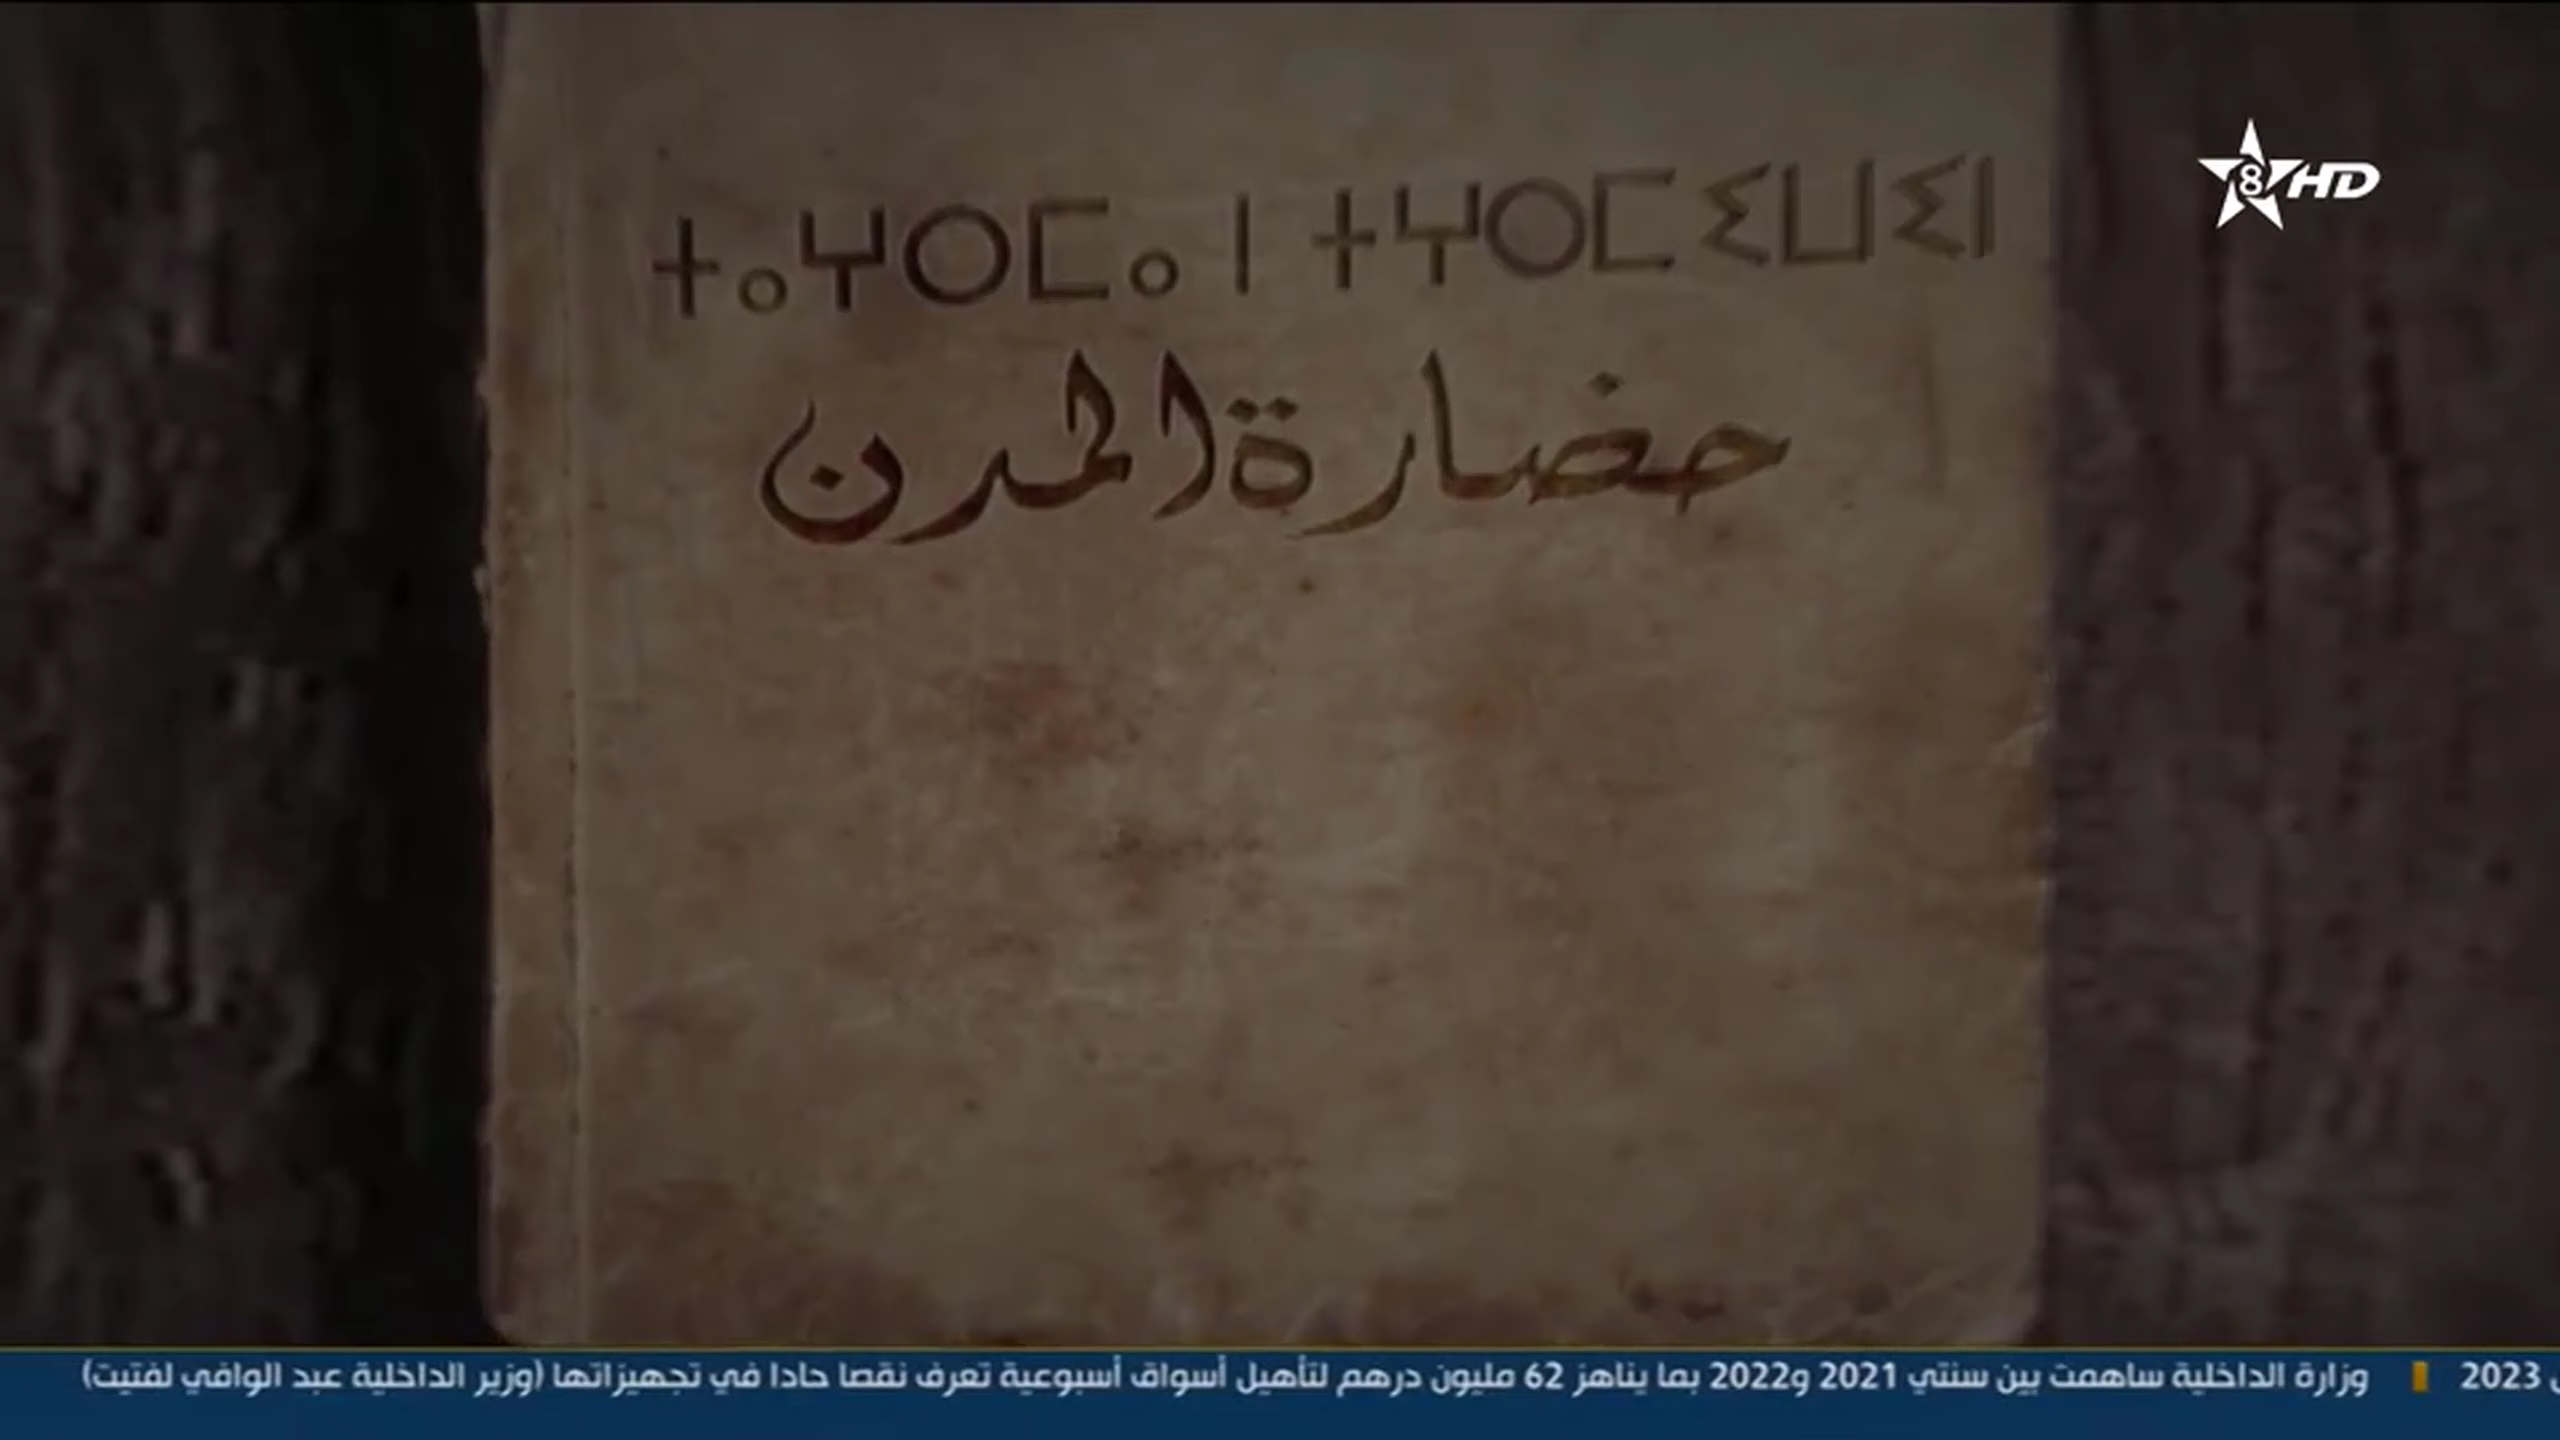 8 HD
ⵜⴰⵖⵔⵎⴰ ⵏ ⵜⵖⵔⵎⵉⵡⵉⵏ
حضارة المدن
2023 ▮ وزارة الداخلية ساهمت بين سنتي 2021 و2022 بما يناهز 62 مليون درهم لتأهيل أسواق أسبوعية تعرف نقصا حادا في تجهيزاتها (وزير الداخلية عبد الوافي لفتيت)